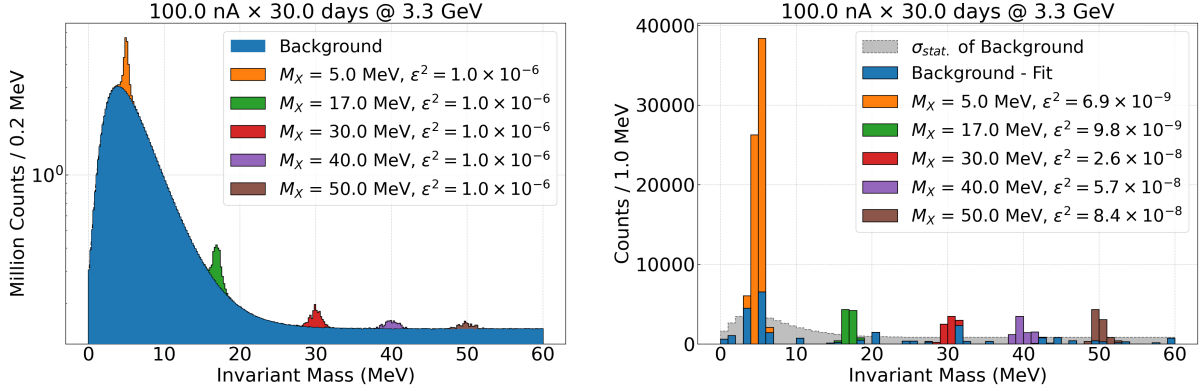 100.0 nA × 30.0 days @ 3.3 GeV
Million Counts / 0.2 MeV
10⁰
Background
M_X = 5.0 MeV, ε² = 1.0 × 10⁻⁶
M_X = 17.0 MeV, ε² = 1.0 × 10⁻⁶
M_X = 30.0 MeV, ε² = 1.0 × 10⁻⁶
M_X = 40.0 MeV, ε² = 1.0 × 10⁻⁶
M_X = 50.0 MeV, ε² = 1.0 × 10⁻⁶
0 10 20 30 40 50 60
Invariant Mass (MeV)
100.0 nA × 30.0 days @ 3.3 GeV
Counts / 1.0 MeV
40000
30000
20000
10000
0
σ_stat. of Background
Background - Fit
M_X = 5.0 MeV, ε² = 6.9 × 10⁻⁹
M_X = 17.0 MeV, ε² = 9.8 × 10⁻⁹
M_X = 30.0 MeV, ε² = 2.6 × 10⁻⁸
M_X = 40.0 MeV, ε² = 5.7 × 10⁻⁸
M_X = 50.0 MeV, ε² = 8.4 × 10⁻⁸
0 10 20 30 40 50 60
Invariant Mass (MeV)